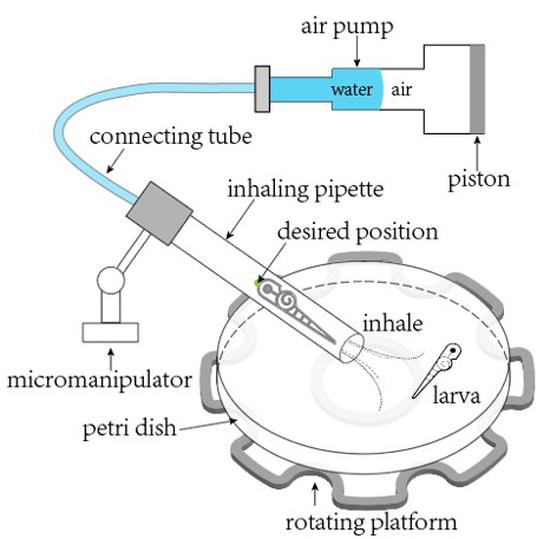 air pump
water
air
connecting tube
piston
inhaling pipette
desired position
inhale
micromanipulator
larva
petri dish
rotating platform